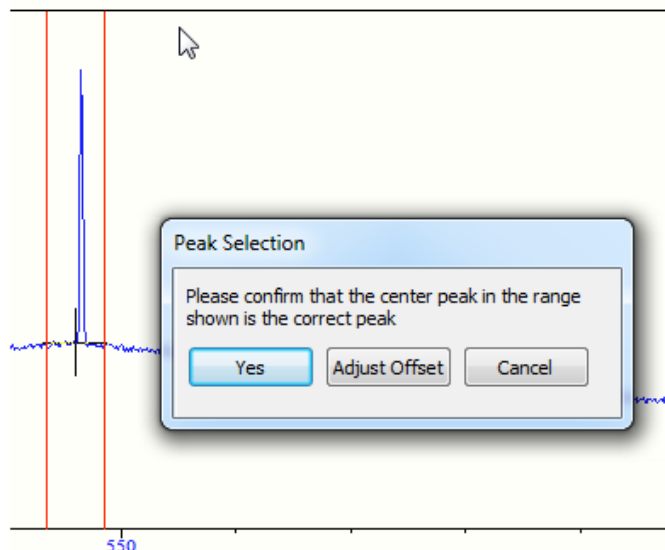 Peak Selection
Please confirm that the center peak in the range
shown is the correct peak
Yes
Adjust Offset
Cancel
550